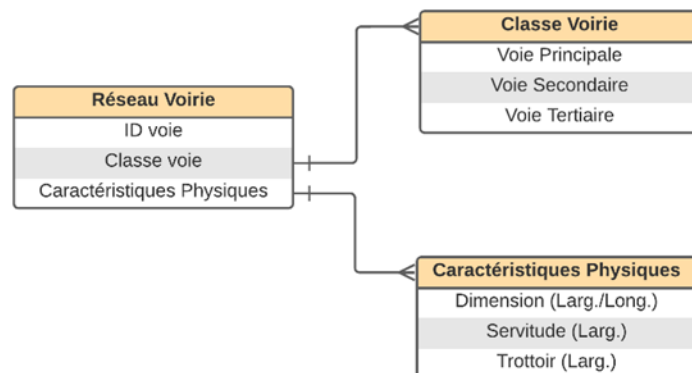 Classe Voirie
Voie Principale
Voie Secondaire
Voie Tertiaire
Réseau Voirie
ID voie
Classe voie
Caractéristiques Physiques
Caractéristiques Physiques
Dimension (Larg./Long.)
Servitude (Larg.)
Trottoir (Larg.)